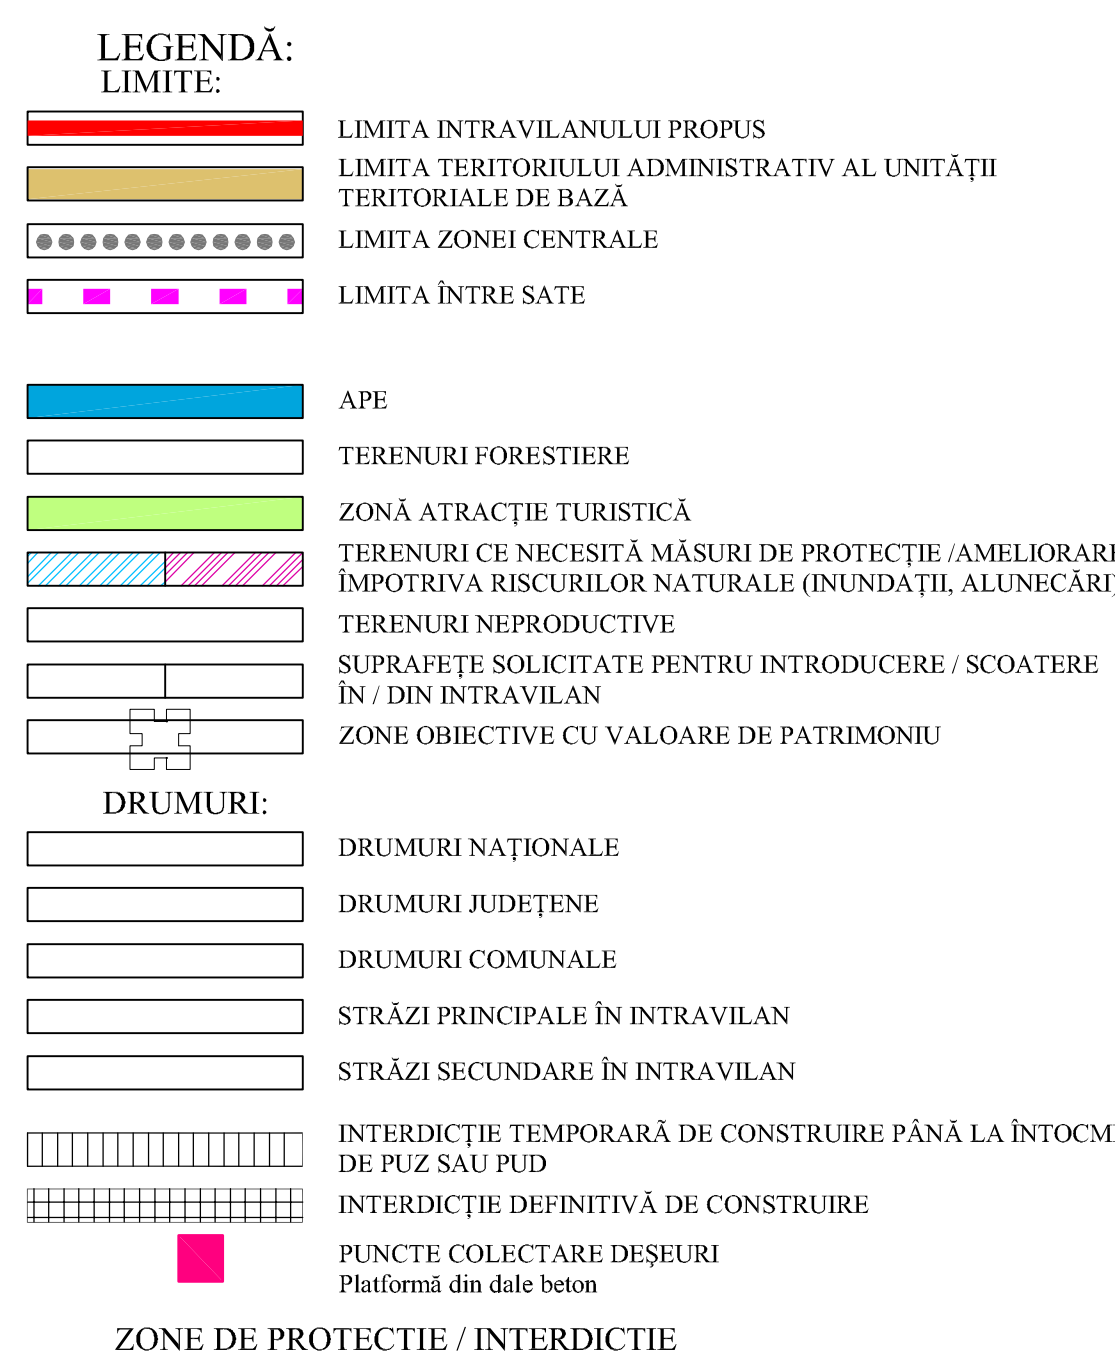 LEGENDĂ:
LIMITE:
LIMITA INTRAVILANULUI PROPUS
LIMITA TERITORIULUI ADMINISTRATIV AL UNITĂȚII
TERITORIALE DE BAZĂ
LIMITA ZONEI CENTRALE
LIMITA ÎNTRE SATE
APE
TERENURI FORESTIERE
ZONĂ ATRACȚIE TURISTICĂ
TERENURI CE NECESITĂ MĂSURI DE PROTECȚIE /AMELIORARE
ÎMPOTRIVA RISCURILOR NATURALE (INUNDAȚII, ALUNECĂRI)
TERENURI NEPRODUCTIVE
SUPRAFEȚE SOLICITATE PENTRU INTRODUCERE / SCOATERE
ÎN / DIN INTRAVILAN
ZONE OBIECTIVE CU VALOARE DE PATRIMONIU
DRUMURI:
DRUMURI NAȚIONALE
DRUMURI JUDEȚENE
DRUMURI COMUNALE
STRĂZI PRINCIPALE ÎN INTRAVILAN
STRĂZI SECUNDARE ÎN INTRAVILAN
INTERDICȚIE TEMPORARÃ DE CONSTRUIRE PÂNĂ LA
DE PUZ SAU PUD
INTERDICȚIE DEFINITIVĂ DE CONSTRUIRE
PUNCTE COLECTARE DEŞEURI
Platformă din dale beton
ZONE DE PROTECTIE / INTERDICTIE